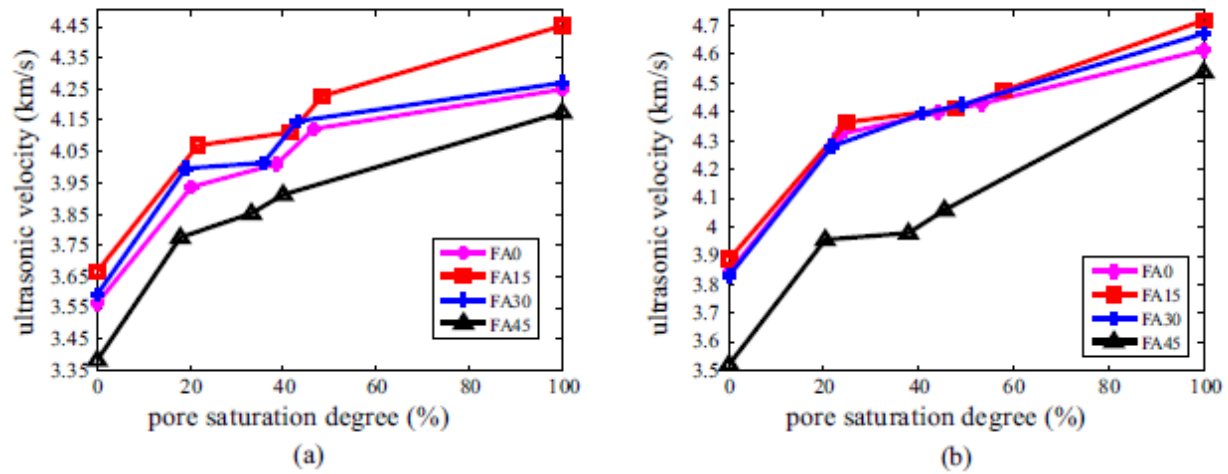 4.45
4.35
4.25
4.15
4.05
3.95
3.85
3.75
3.65
3.55
3.45
3.35
0 20 40 60 80 100
ultrasonic velocity (km/s)
pore saturation degree (%)
FA0
FA15
FA30
FA45
(a)
4.8
4.7
4.6
4.5
4.4
4.3
4.2
4.1
4
3.9
3.8
3.7
3.6
3.5
0 20 40 60 80 100
ultrasonic velocity (km/s)
pore saturation degree (%)
FA0
FA15
FA30
FA45
(b)